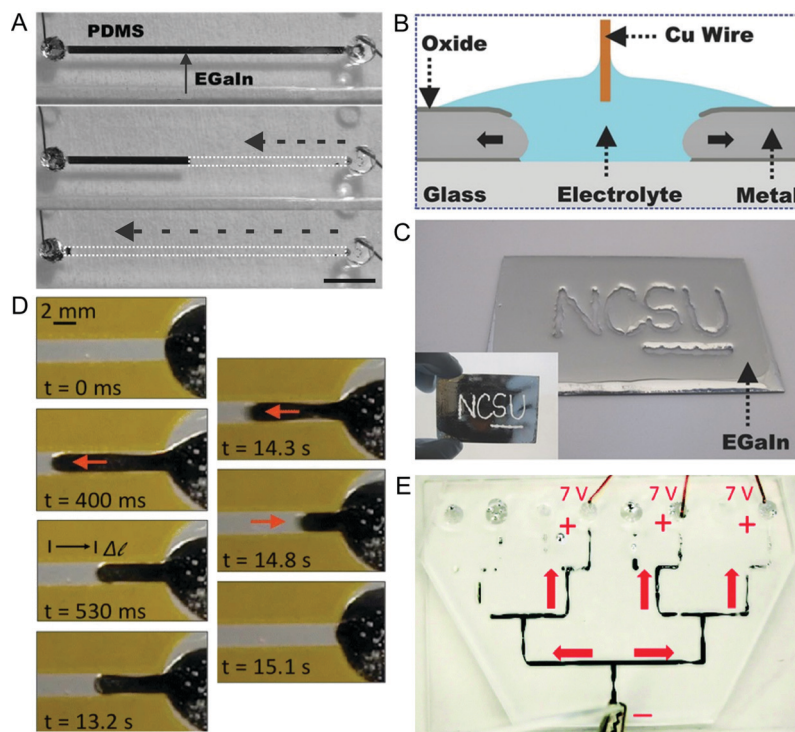 A
PDMS
EGaIn
B
Oxide
Cu Wire
Glass
Electrolyte
Metal
C
NCSU
NCSU
EGaIn
D
2 mm
t = 0 ms
t = 400 ms
Δl
t = 530 ms
t = 13.2 s
t = 14.3 s
t = 14.8 s
t = 15.1 s
E
7 V
7 V
7 V
+
+
+
−